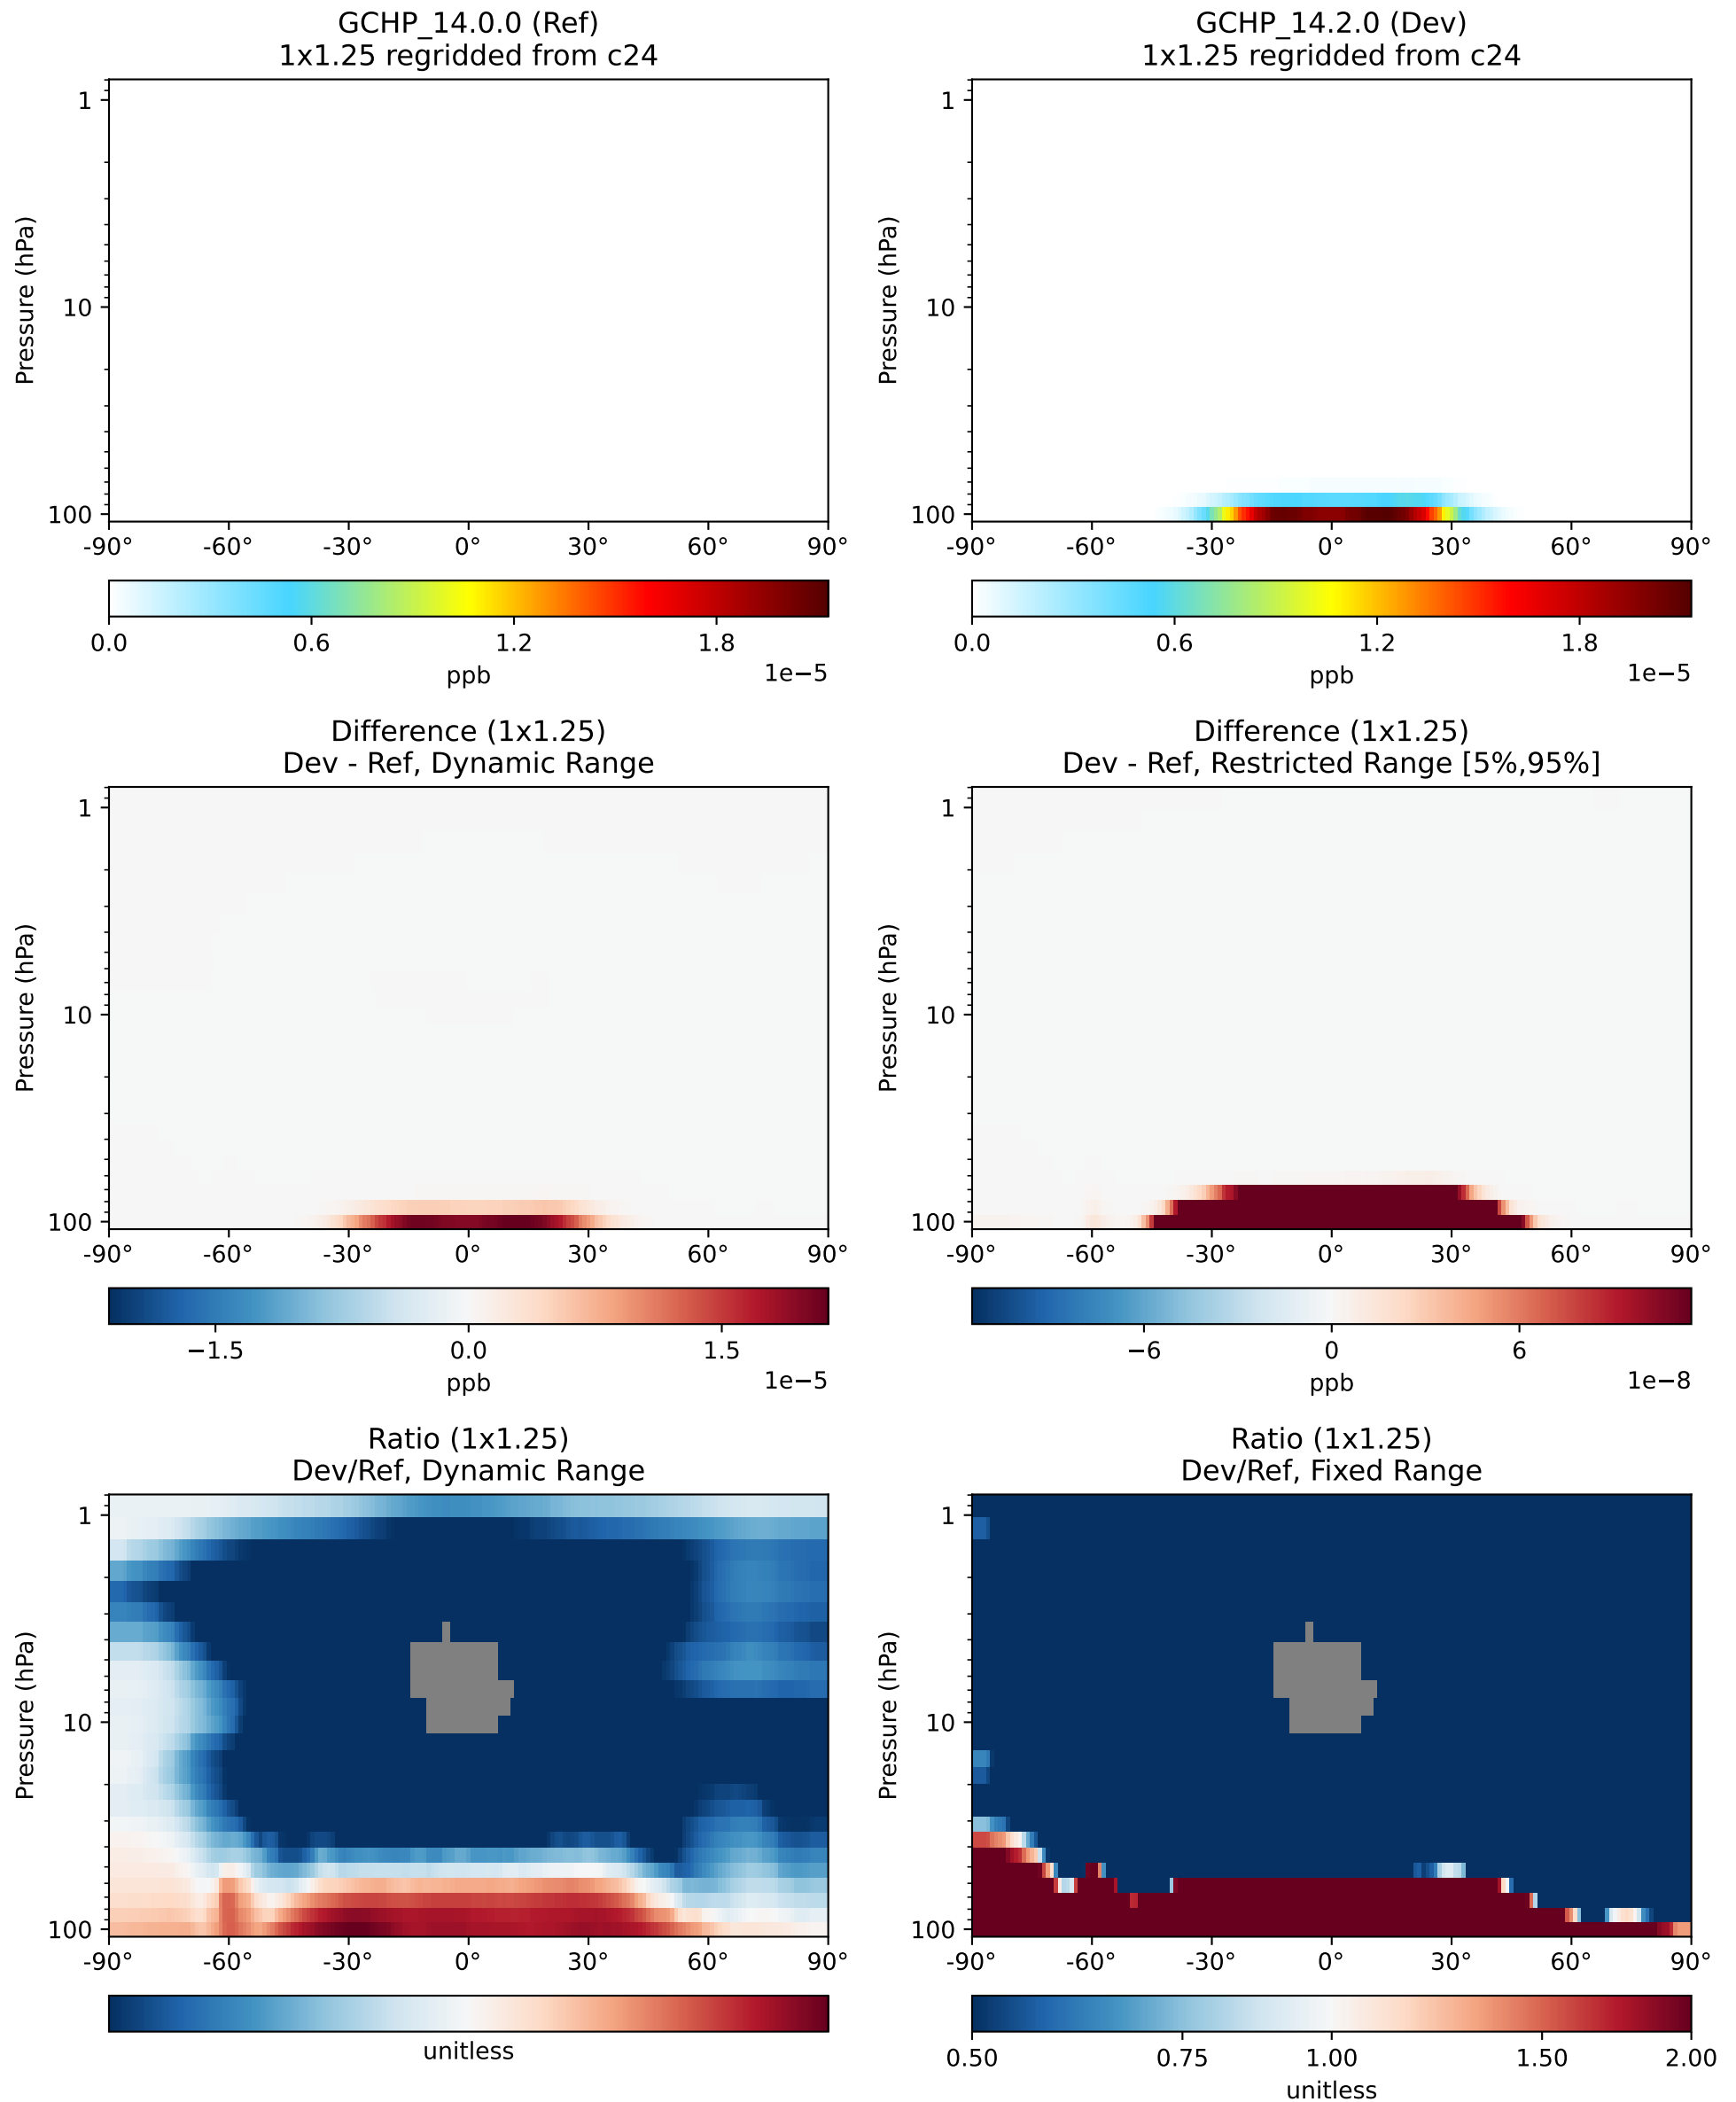 GCHP_14.0.0 (Ref)
1x1.25 regridded from c24
GCHP_14.2.0 (Dev)
1x1.25 regridded from c24
Pressure (hPa)
1
10
100
-90° -60° -30° 0° 30° 60° 90°
0.0 0.6 1.2 1.8
1e−5
ppb
Pressure (hPa)
1
10
100
-90° -60° -30° 0° 30° 60° 90°
0.0 0.6 1.2 1.8
1e−5
ppb
Difference (1x1.25)
Dev - Ref, Dynamic Range
Difference (1x1.25)
Dev - Ref, Restricted Range [5%,95%]
Pressure (hPa)
1
10
100
-90° -60° -30° 0° 30° 60° 90°
−1.5 0.0 1.5
1e−5
ppb
Pressure (hPa)
1
10
100
-90° -60° -30° 0° 30° 60° 90°
−6 0 6
1e−8
ppb
Ratio (1x1.25)
Dev/Ref, Dynamic Range
Ratio (1x1.25)
Dev/Ref, Fixed Range
Pressure (hPa)
1
10
100
-90° -60° -30° 0° 30° 60° 90°
unitless
Pressure (hPa)
1
10
100
-90° -60° -30° 0° 30° 60° 90°
0.50 0.75 1.00 1.50 2.00
unitless